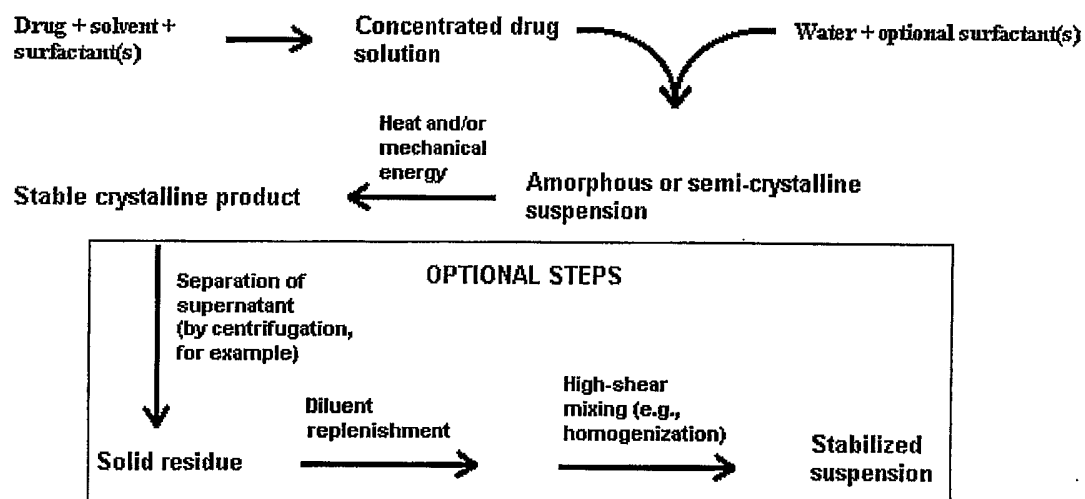 Drug + solvent +
surfactant(s)
Concentrated drug
solution
Water + optional surfactant(s)
Heat and/or
mechanical
energy
Stable crystalline product
Amorphous or semi-crystalline
suspension
OPTIONAL STEPS
Separation of
supernatant
(by centrifugation,
for example)
Solid residue
Diluent
replenishment
High-shear
mixing (e.g.,
homogenization)
Stabilized
suspension